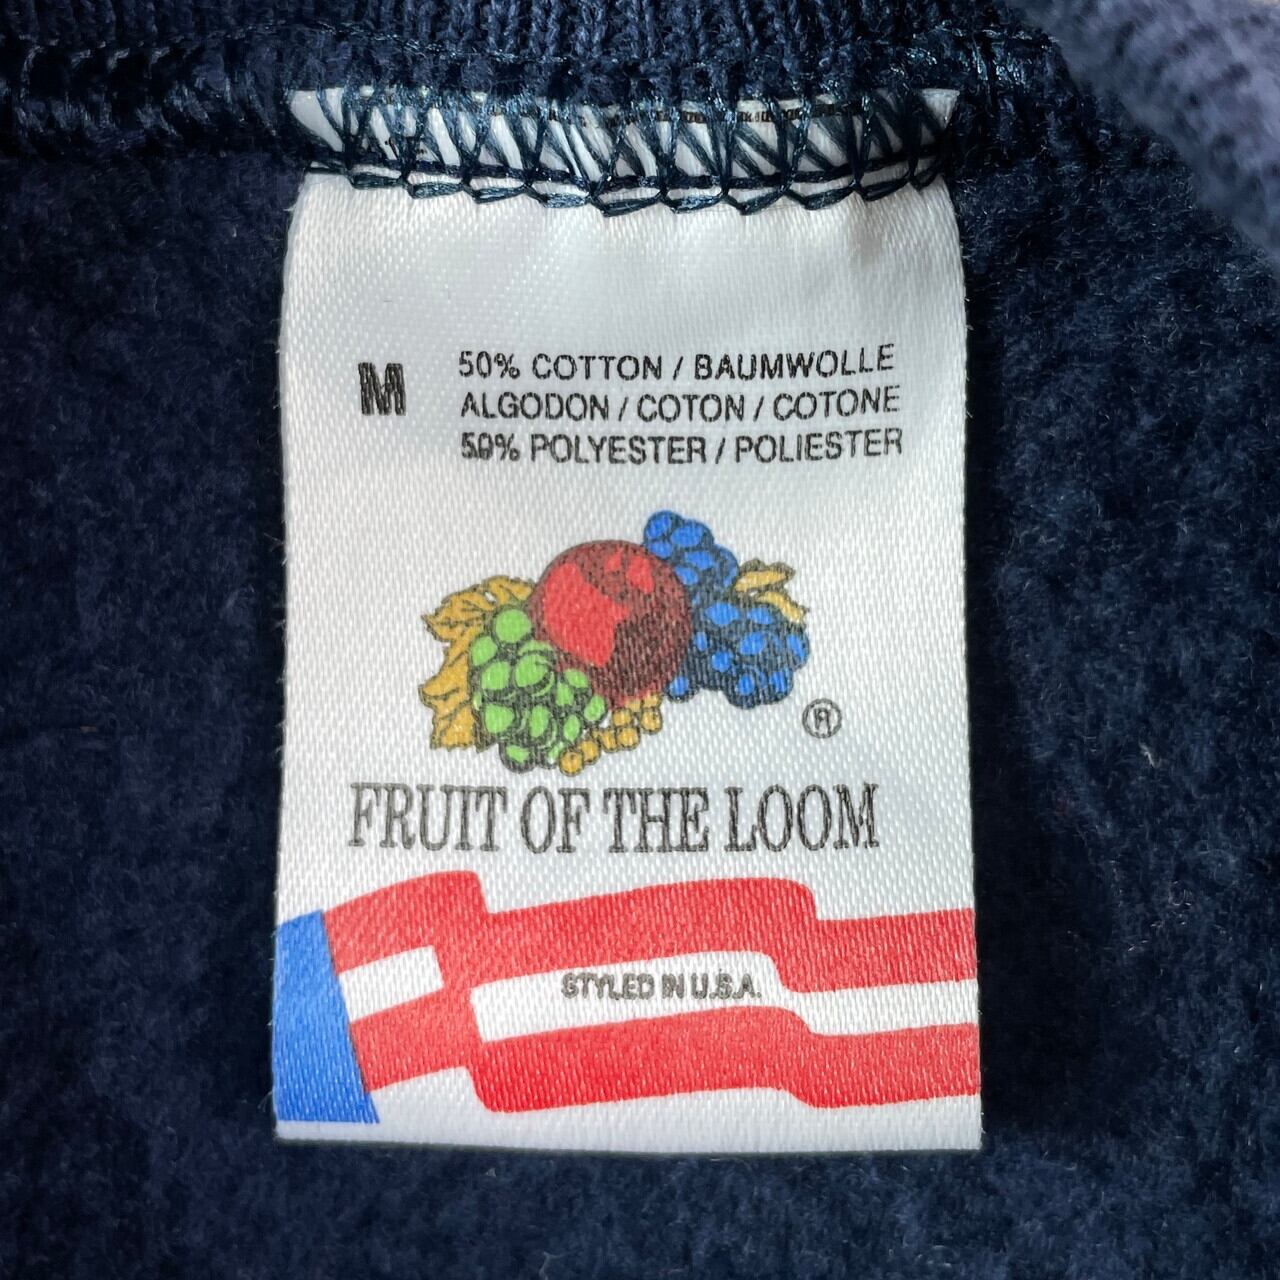 M
50% COTTON / BAUMWOLLE
ALGODON / COTON / COTONE
50% POLYESTER / POLIESTER
®
FRUIT OF THE LOOM
STYLED IN U.S.A.